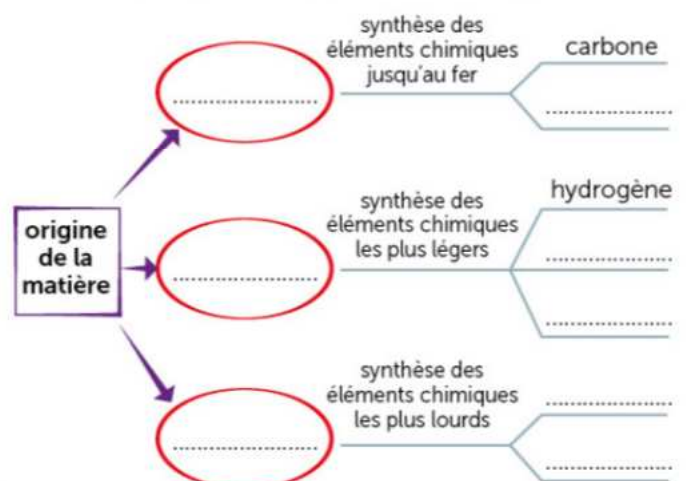 synthèse des
éléments chimiques
jusqu'au fer
carbone
....................
....................
origine
de la
matière
synthèse des
éléments chimiques
les plus légers
hydrogène
....................
....................
....................
synthèse des
éléments chimiques
les plus lourds
....................
....................
....................